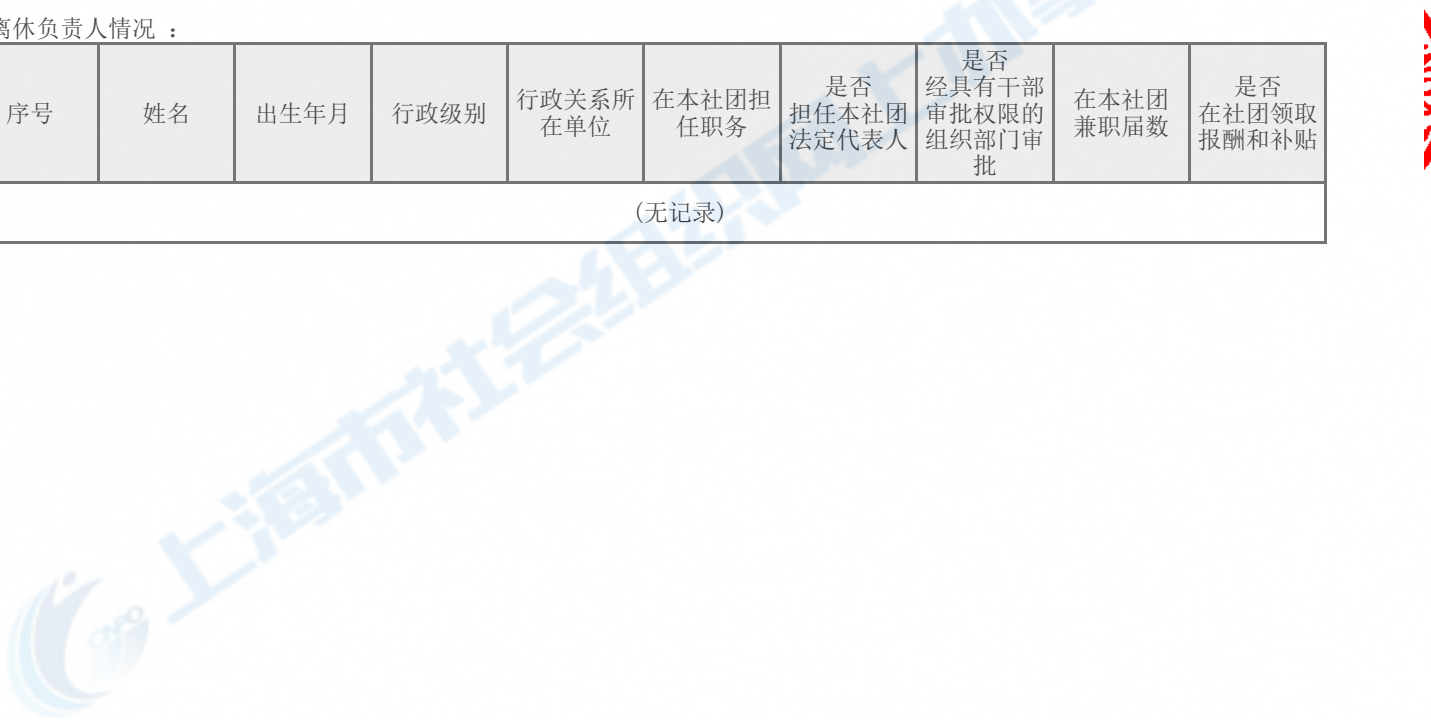 离休负责人情况 ：
序号
姓名
出生年月
行政级别
行政关系所
在单位
在本社团担
任职务
是否
担任本社团
法定代表人
是否
经具有干部
审批权限的
组织部门审
批
在本社团
兼职届数
是否
在社团领取
报酬和补贴
(无记录)
上海市社会组织网上办事
CNPO